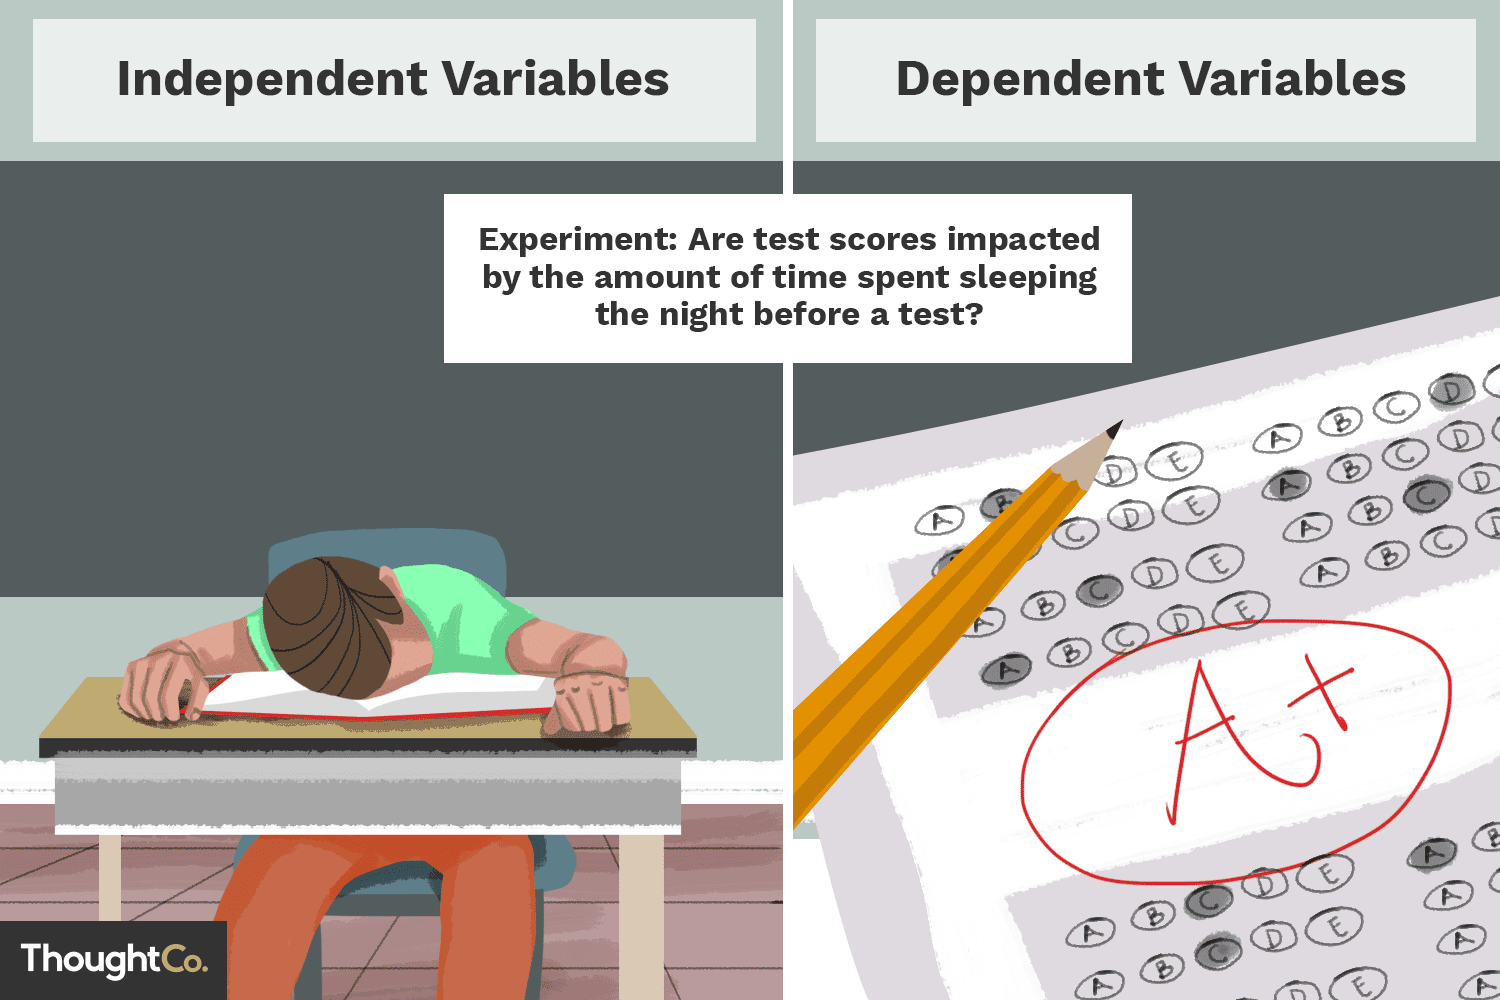 Independent Variables
Dependent Variables
Experiment: Are test scores impacted
by the amount of time spent sleeping
the night before a test?
A B C D
D E A B C D
A B C
C D E A B C D
A B C D E A B C D
A B C D E
A+
A B
A B C D E A
A B C D E A
A B D E A
ThoughtCo.